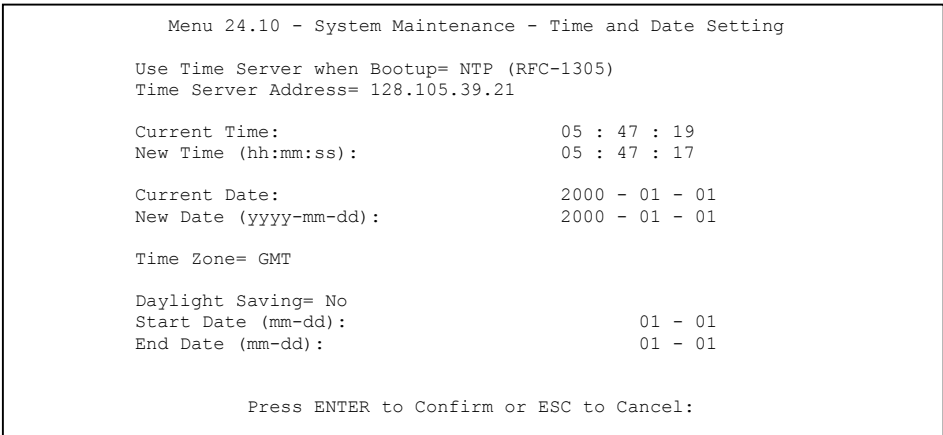 Menu 24.10 - System Maintenance - Time and Date Setting
Use Time Server when Bootup= NTP (RFC-1305)
Time Server Address= 128.105.39.21
Current Time: 05 : 47 : 19
New Time (hh:mm:ss): 05 : 47 : 17
Current Date: 2000 - 01 - 01
New Date (yyyy-mm-dd): 2000 - 01 - 01
Time Zone= GMT
Daylight Saving= No
Start Date (mm-dd): 01 - 01
End Date (mm-dd): 01 - 01
Press ENTER to Confirm or ESC to Cancel: